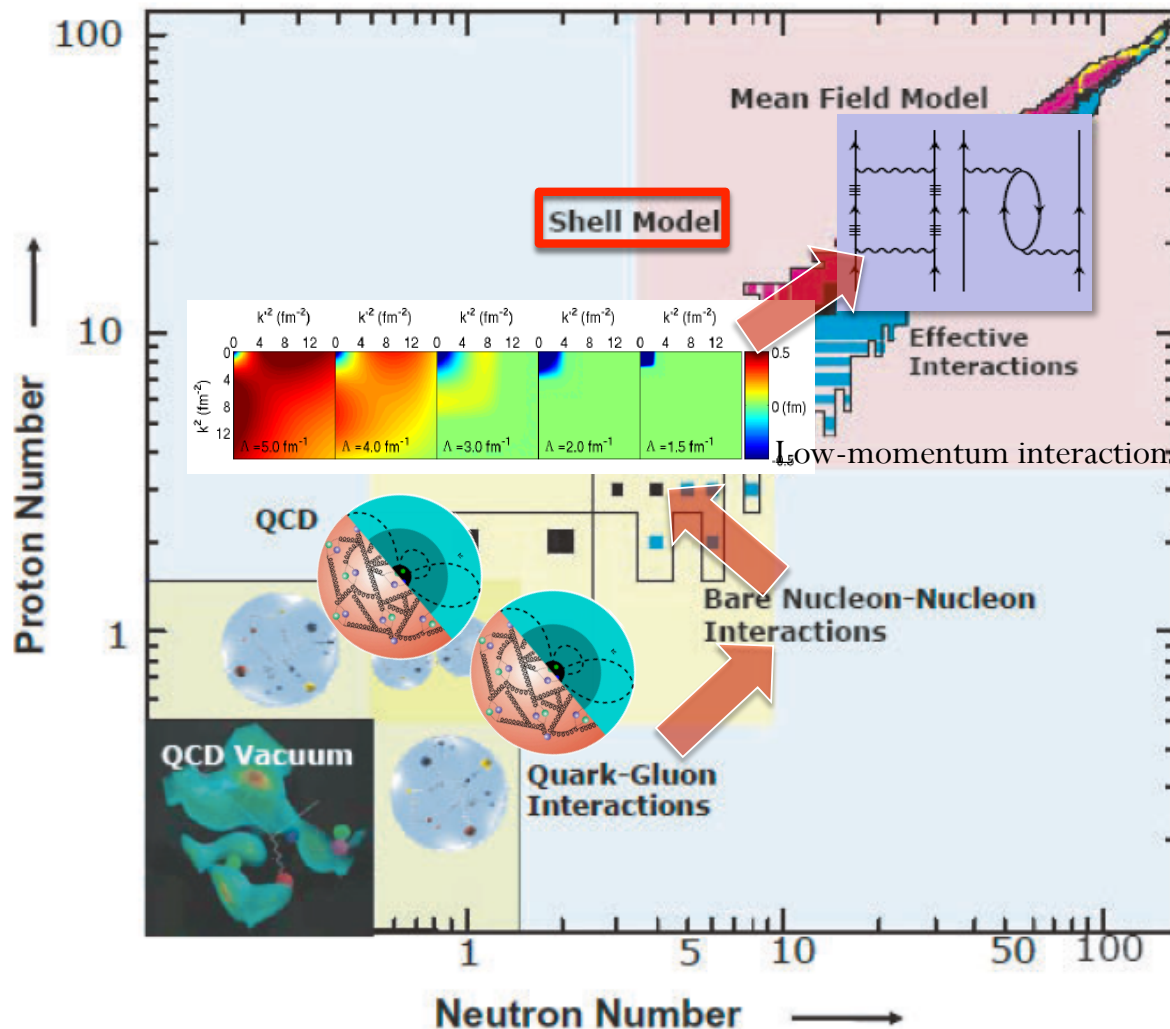 100
Mean Field Model
Shell Model
Proton Number
k'² (fm⁻²)
k'² (fm⁻²)
k'² (fm⁻²)
k'² (fm⁻²)
k'² (fm⁻²)
0 4 8 12
0 4 8 12
0 4 8 12
0 4 8 12
0 4 8 12
10
Effective
Interactions
0
4
8
12
k² (fm⁻²)
Λ =5.0 fm⁻¹
Λ =4.0 fm⁻¹
Λ =3.0 fm⁻¹
Λ =2.0 fm⁻¹
Λ =1.5 fm⁻¹
0.5
0 (fm)
-0.5
Low-momentum interaction
QCD
Bare Nucleon-Nucleon
Interactions
1
QCD Vacuum
Quark-Gluon
Interactions
1
5
10
50
100
Neutron Number